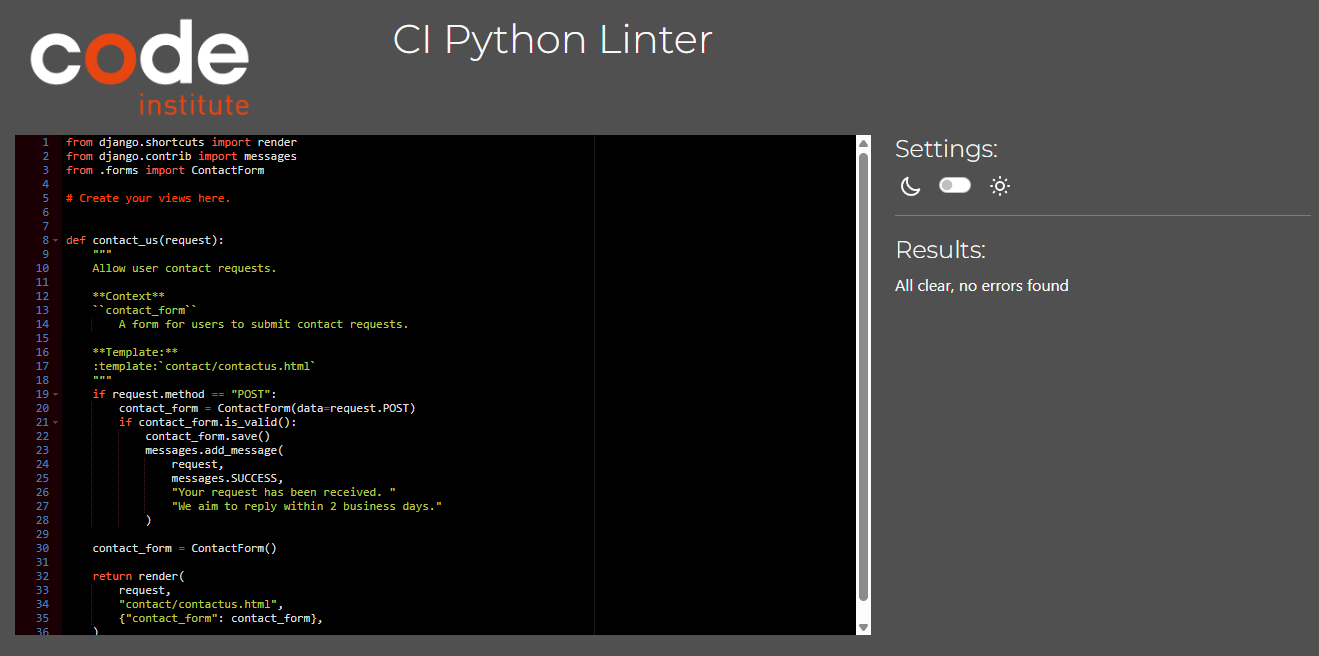 code
institute
CI Python Linter
1 from django.shortcuts import render
2 from django.contrib import messages
3 from .forms import ContactForm
4
5 # Create your views here.
6
7
8 def contact_us(request):
9     """
10     Allow user contact requests.
11
12     **Context**
13     ``contact_form``
14         A form for users to submit contact requests.
15
16     **Template:**
17     :template:`contact/contactus.html`
18     """
19     if request.method == "POST":
20         contact_form = ContactForm(data=request.POST)
21         if contact_form.is_valid():
22             contact_form.save()
23             messages.add_message(
24                 request,
25                 messages.SUCCESS,
26                 "Your request has been received. "
27                 "We aim to reply within 2 business days."
28             )
29
30     contact_form = ContactForm()
31
32     return render(
33         request,
34         "contact/contactus.html",
35         {"contact_form": contact_form},
36     )
Settings:
Results:
All clear, no errors found